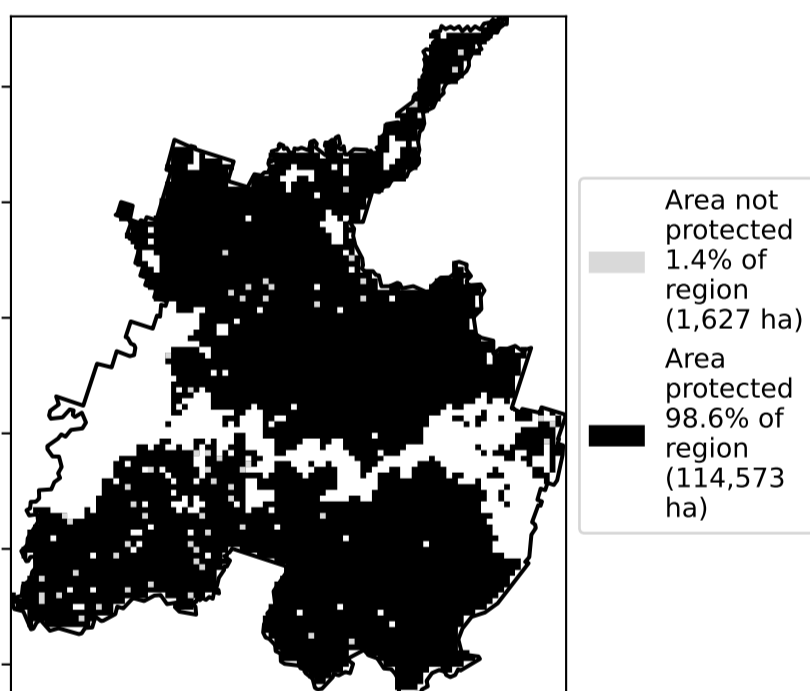 Area not
protected
1.4% of
region
(1,627 ha)
Area
protected
98.6% of
region
(114,573
ha)